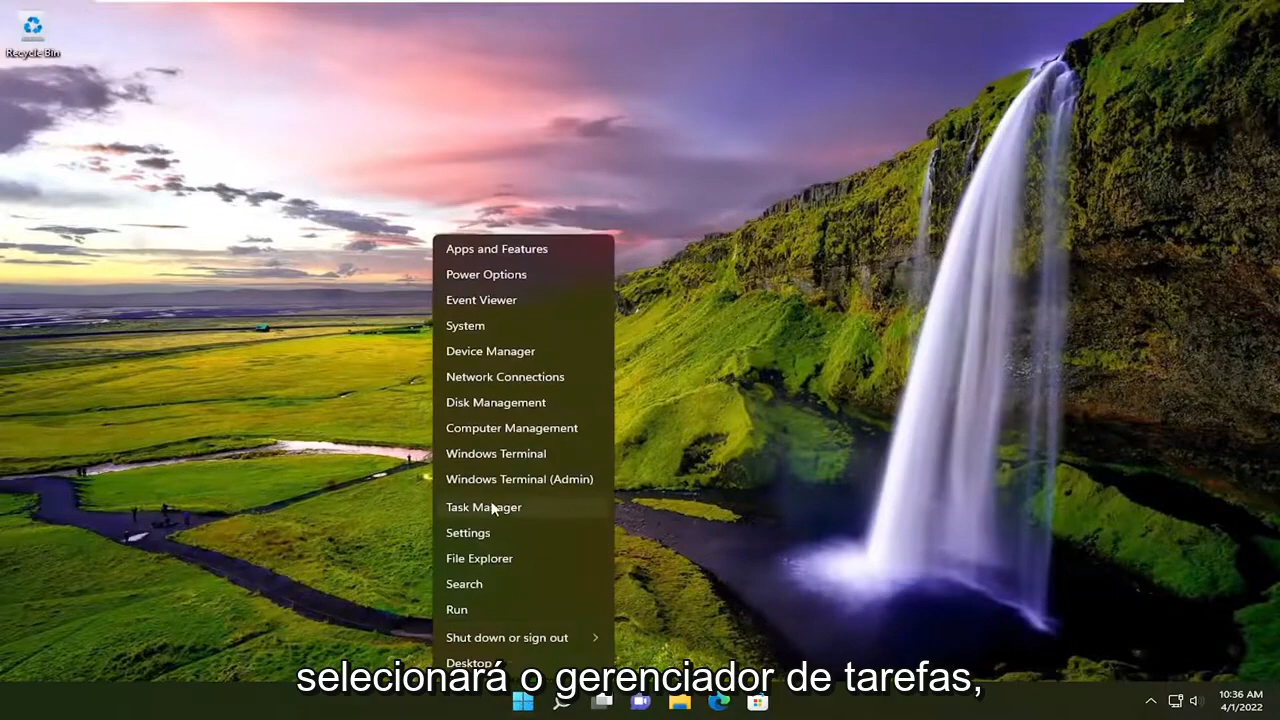 Recycle Bin
Apps and Features
Power Options
Event Viewer
System
Device Manager
Network Connections
Disk Management
Computer Management
Windows Terminal
Windows Terminal (Admin)
Task Manager
Settings
File Explorer
Search
Run
Shut down or sign out
Desktop
selecionará o gerenciador de tarefas,
10:36 AM
4/1/2022